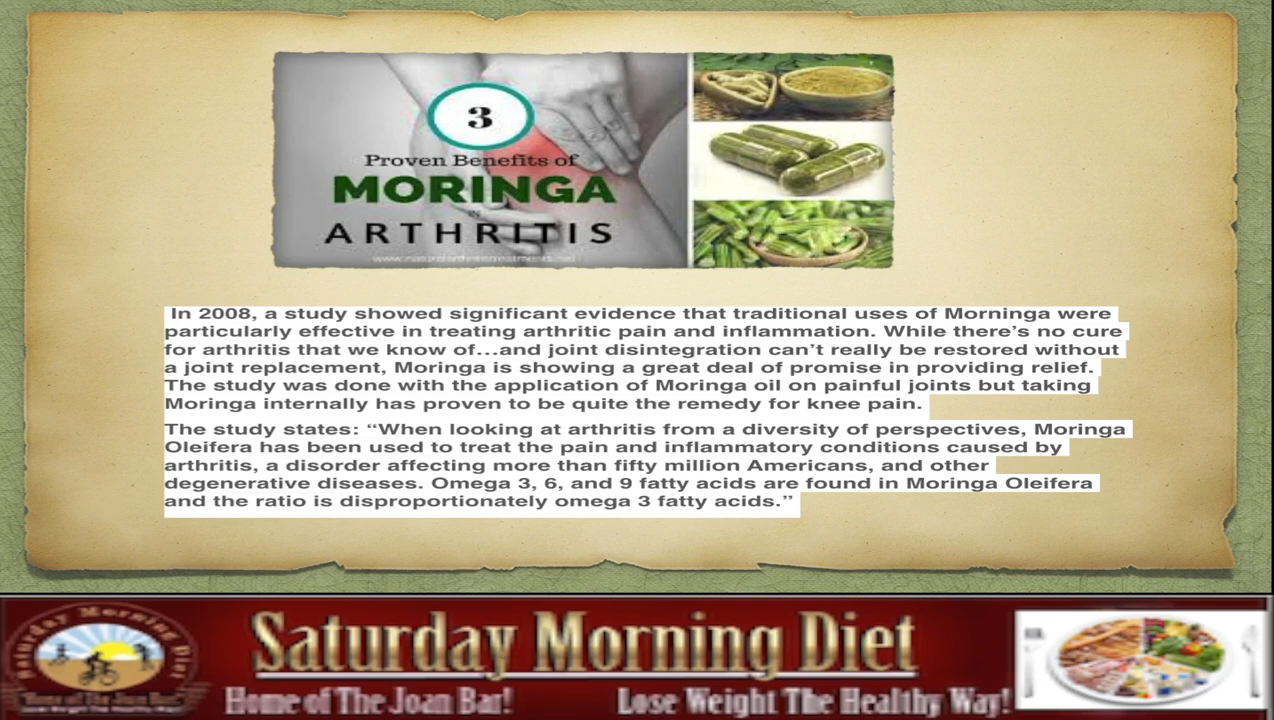 3
Proven Benefits of
MORINGA
IN
ARTHRITIS
In 2008, a study showed significant evidence that traditional uses of Morninga were
particularly effective in treating arthritic pain and inflammation. While there’s no cure
for arthritis that we know of…and joint disintegration can’t really be restored without
a joint replacement, Moringa is showing a great deal of promise in providing relief.
The study was done with the application of Moringa oil on painful joints but taking
Moringa internally has proven to be quite the remedy for knee pain.
The study states: “When looking at arthritis from a diversity of perspectives, Moringa
Oleifera has been used to treat the pain and inflammatory conditions caused by
arthritis, a disorder affecting more than fifty million Americans, and other
degenerative diseases. Omega 3, 6, and 9 fatty acids are found in Moringa Oleifera
and the ratio is disproportionately omega 3 fatty acids.”
Saturday Morning Diet
Saturday Morning Diet
Home of The Joan Bar!
Lose Weight The Healthy Way!